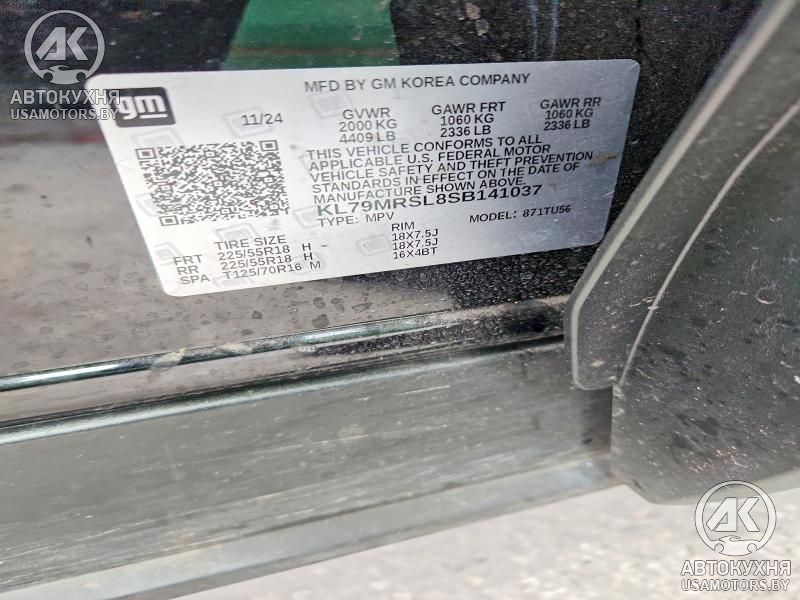 AK
АВТОКУХНЯ
USAMOTORS.BY
gm
MFD BY GM KOREA COMPANY
11/24 GVWR GAWR FRT GAWR RR
2000 KG 1060 KG 1060 KG
4409 LB 2336 LB 2336 LB
THIS VEHICLE CONFORMS TO ALL
APPLICABLE U.S. FEDERAL MOTOR
VEHICLE SAFETY AND THEFT PREVENTION
STANDARDS IN EFFECT ON THE DATE OF
MANUFACTURE SHOWN ABOVE.
KL79MRSL8SB141037
TYPE: MPV MODEL: 871TU56
TIRE SIZE RIM
FRT 225/55R18 H 18X7.5J
RR 225/55R18 H 18X7.5J
SPA T125/70R16 M 16X4BT
AK
АВТОКУХНЯ
USAMOTORS.BY